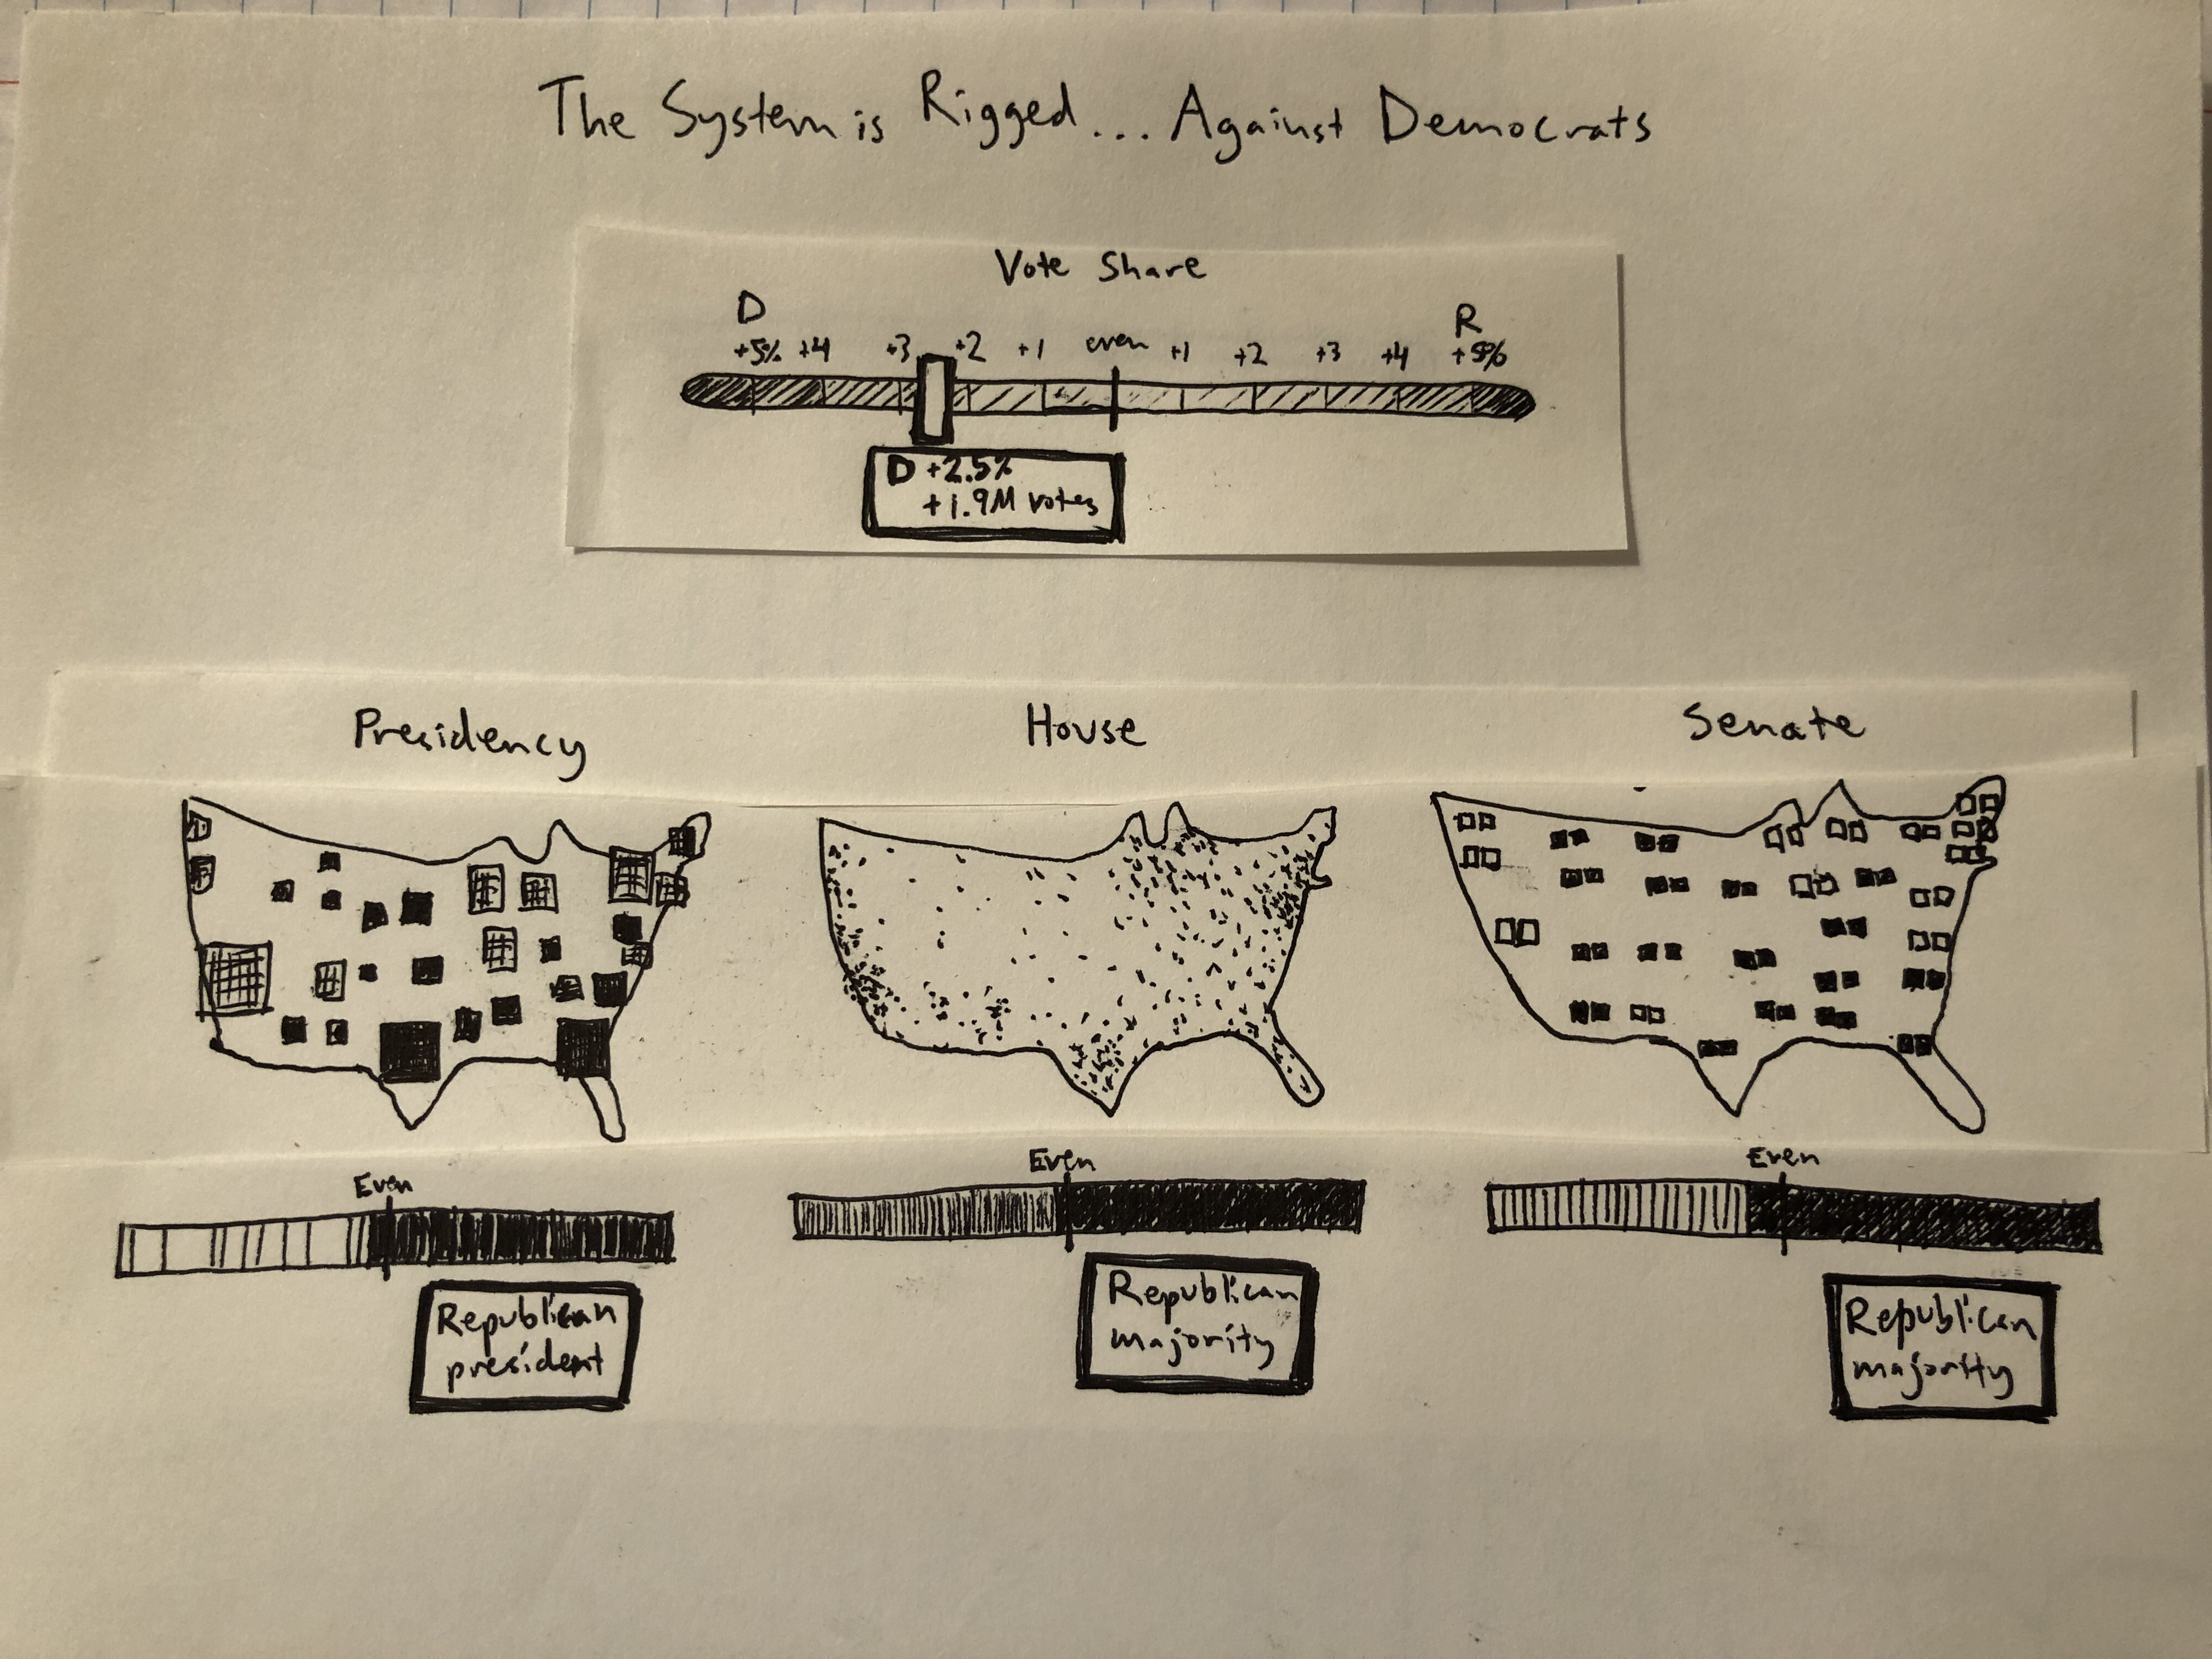 The System is Rigged... Against Democrats
Vote Share
D
R
+5% +4 +3 +2 +1 even +1 +2 +3 +4 +5%
D +2.5%
+1.9M votes
Presidency
House
Senate
Even
Even
Even
Republican
president
Republican
majority
Republican
majority